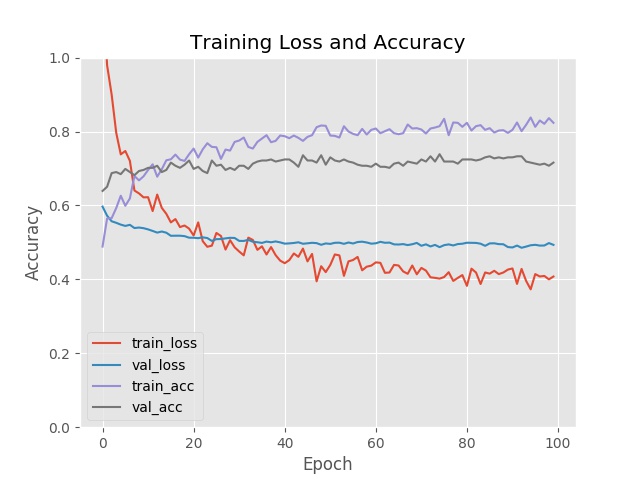 Training Loss and Accuracy
1.0
0.8
0.6
0.4
0.2
0.0
Accuracy
train_loss
val_loss
train_acc
val_acc
0 20 40 60 80 100
Epoch